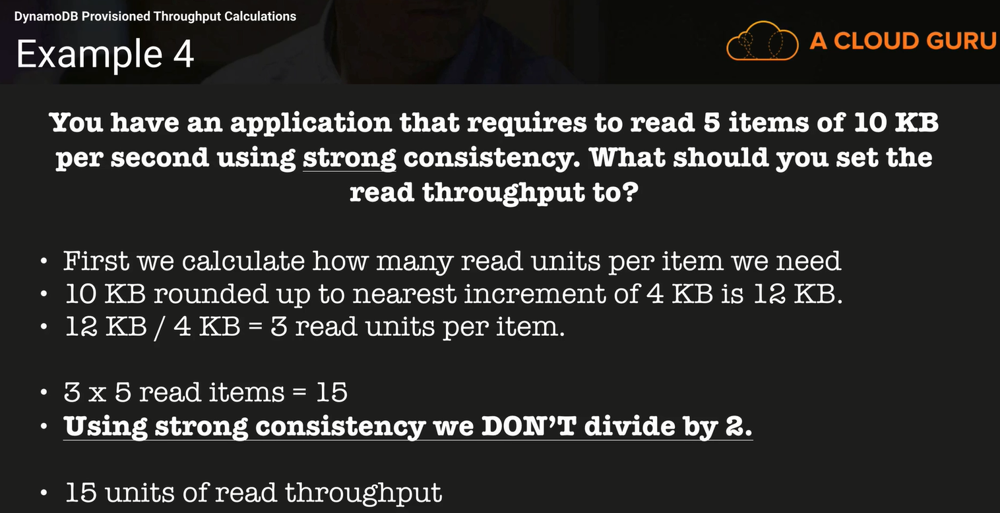 DynamoDB Provisioned Throughput Calculations
Example 4
A CLOUD GURU
You have an application that requires to read 5 items of 10 KB
per second using strong consistency. What should you set the
read throughput to?
• First we calculate how many read units per item we need
• 10 KB rounded up to nearest increment of 4 KB is 12 KB.
• 12 KB / 4 KB = 3 read units per item.
• 3 x 5 read items = 15
• Using strong consistency we DON'T divide by 2.
• 15 units of read throughput